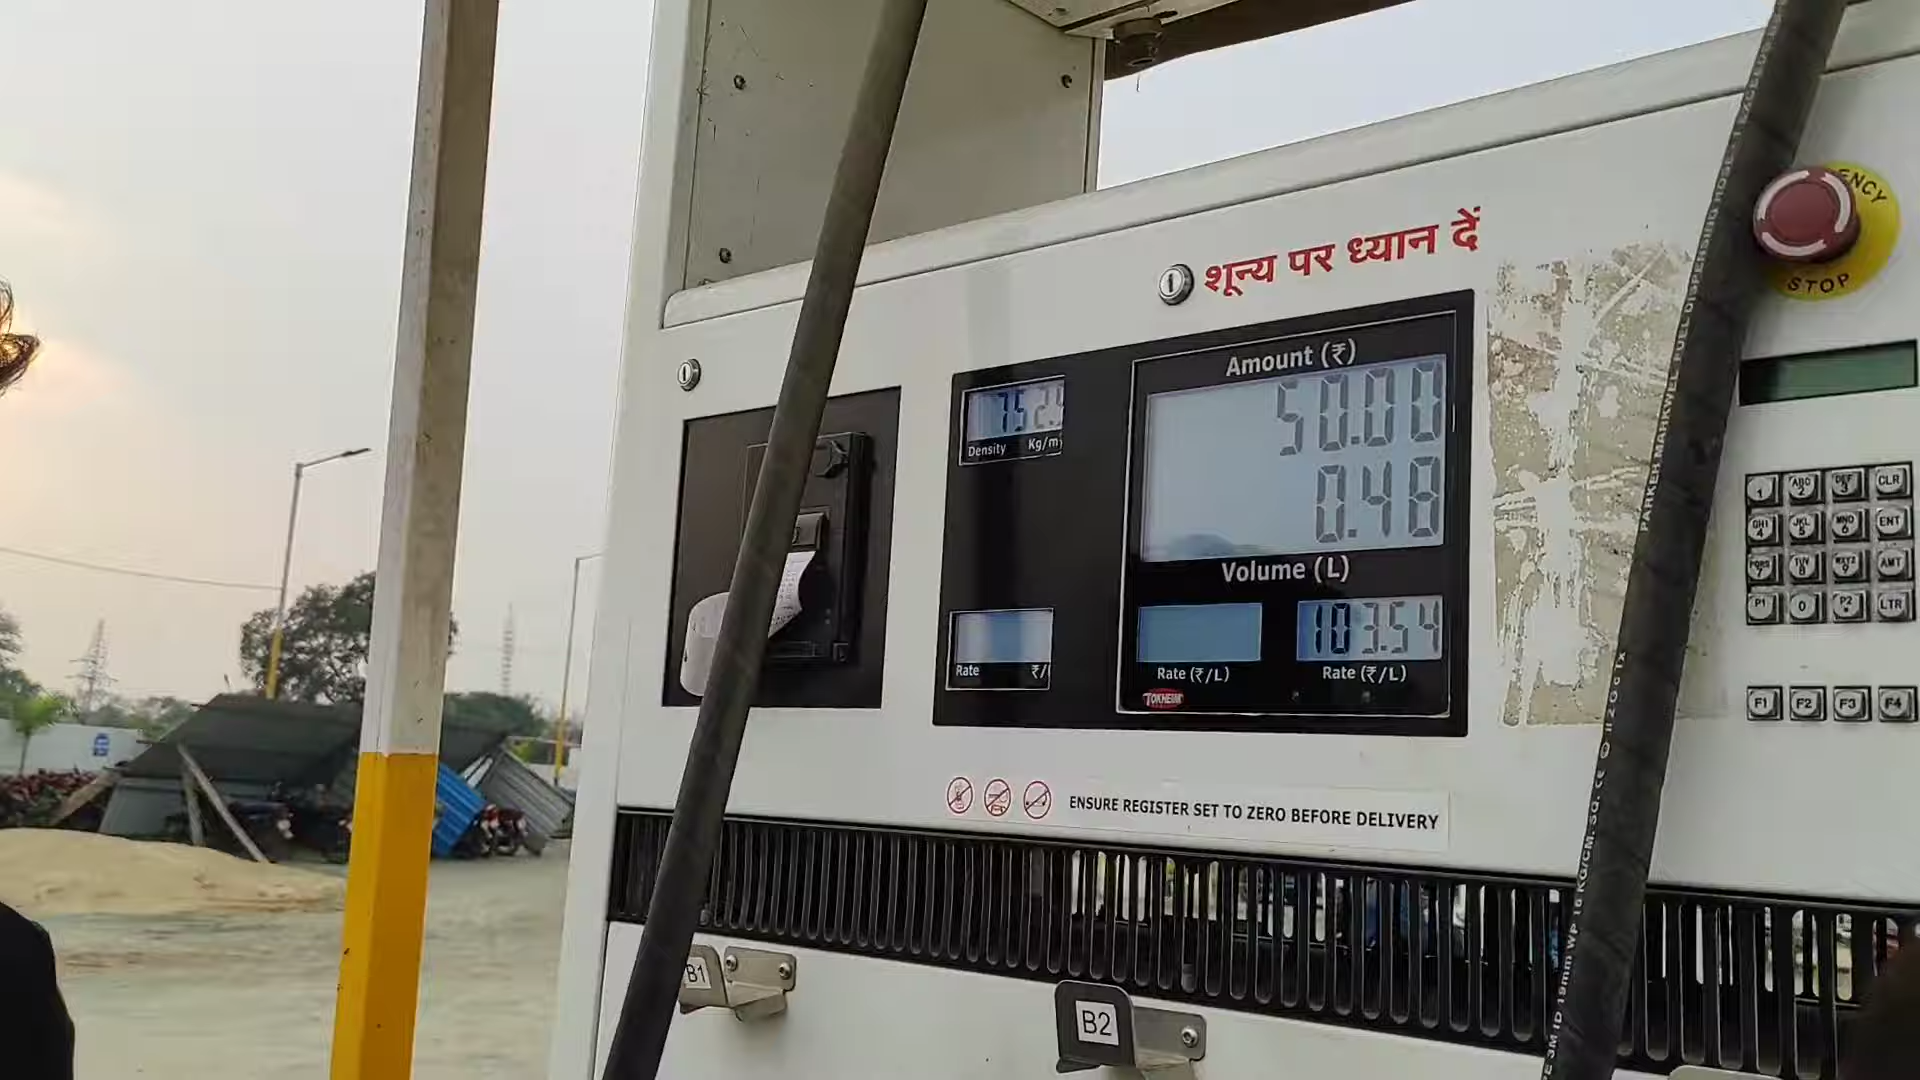 शून्य पर ध्यान दें
ENCY
STOP
Amount (₹)
50.00
0.48
Volume (L)
752.5
Density Kg/m
Rate ₹/
Rate (₹/L)
103.54
Rate (₹/L)
TOKHEIM
1 ABC 2 DEF 3 CLR
GHI 4 JKL 5 MNO 6 ENT
PQRS 7 TUV 8 WXYZ 9 AMT
P1 0 P2 LTR
F1 F2 F3 F4
ENSURE REGISTER SET TO ZERO BEFORE DELIVERY
B1
B2